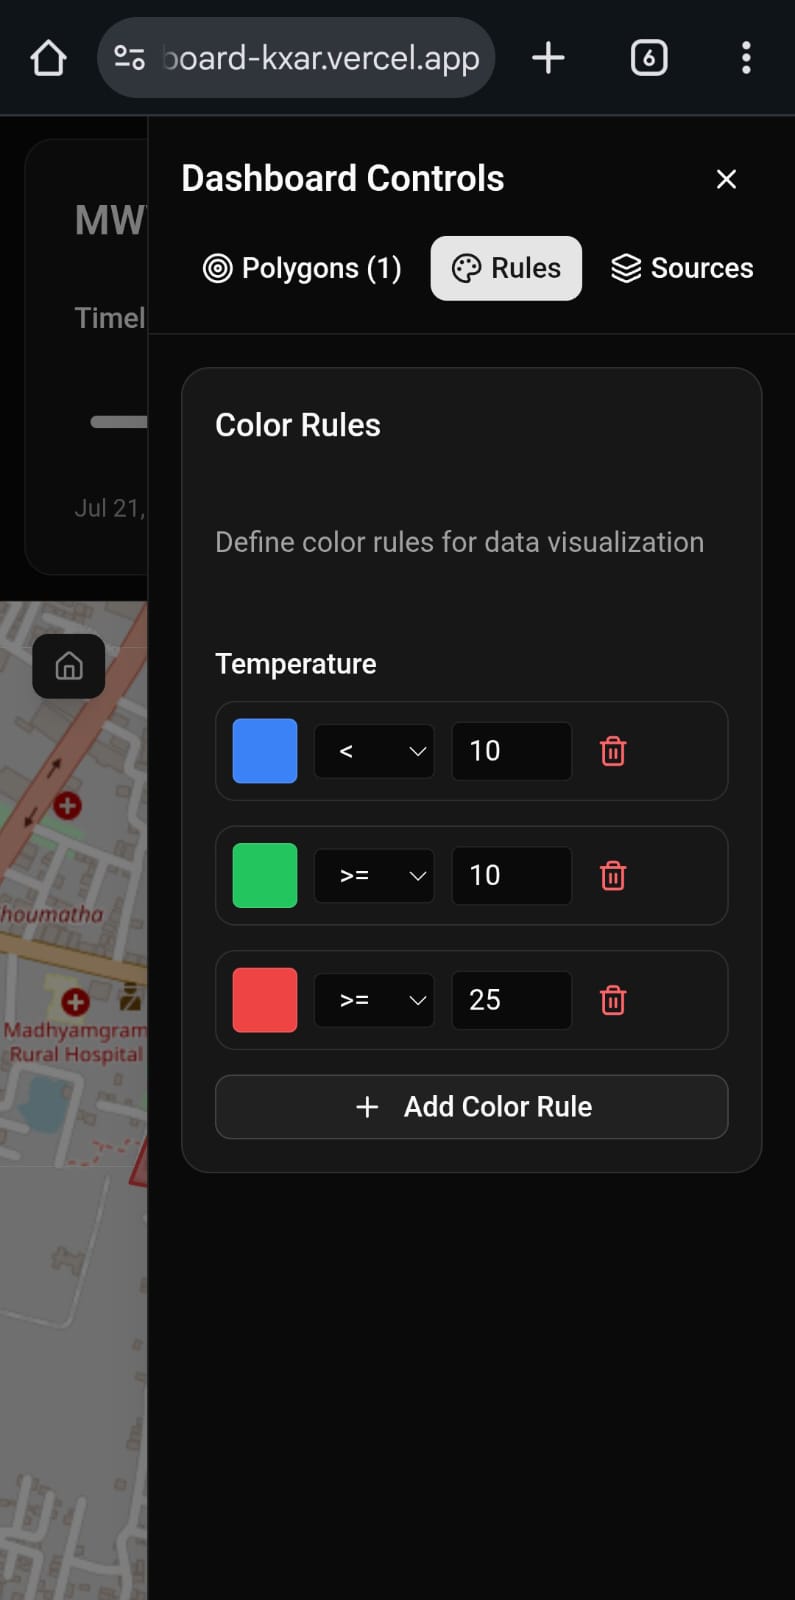 board-kxar.vercel.app
6
Dashboard Controls
Polygons (1)
Rules
Sources
MW
Timel
Jul 21,
Color Rules
Define color rules for data visualization
Temperature
< 10
>= 10
>= 25
Add Color Rule
houmatha
Madhyamgram
Rural Hospital